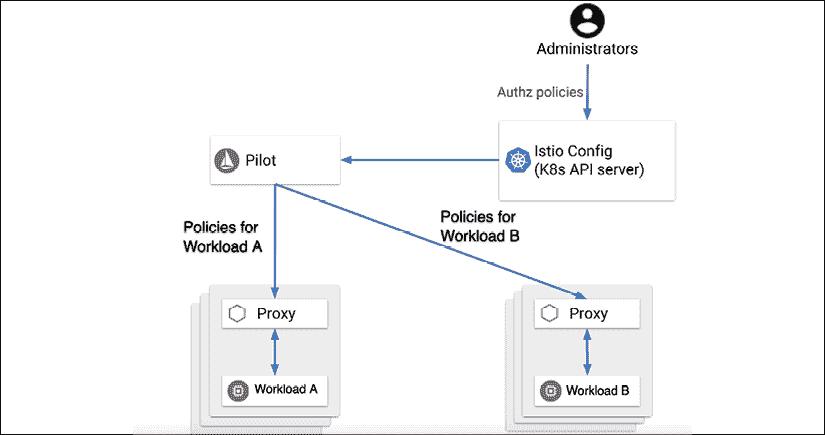 Administrators
Authz policies
Istio Config
(K8s API server)
Pilot
Policies for
Workload A
Policies for
Workload B
Proxy
Workload A
Proxy
Workload B